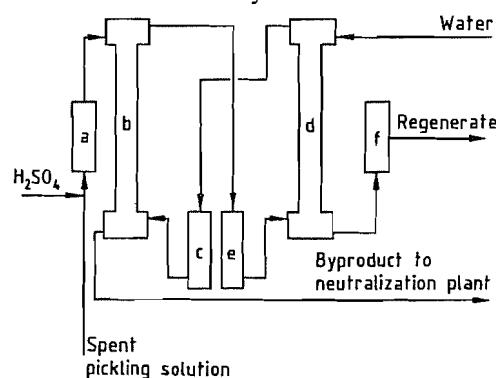 Water
a
b
d
f
Regenerate
H₂SO₄
c
e
Byproduct to
neutralization plant
Spent
pickling solution